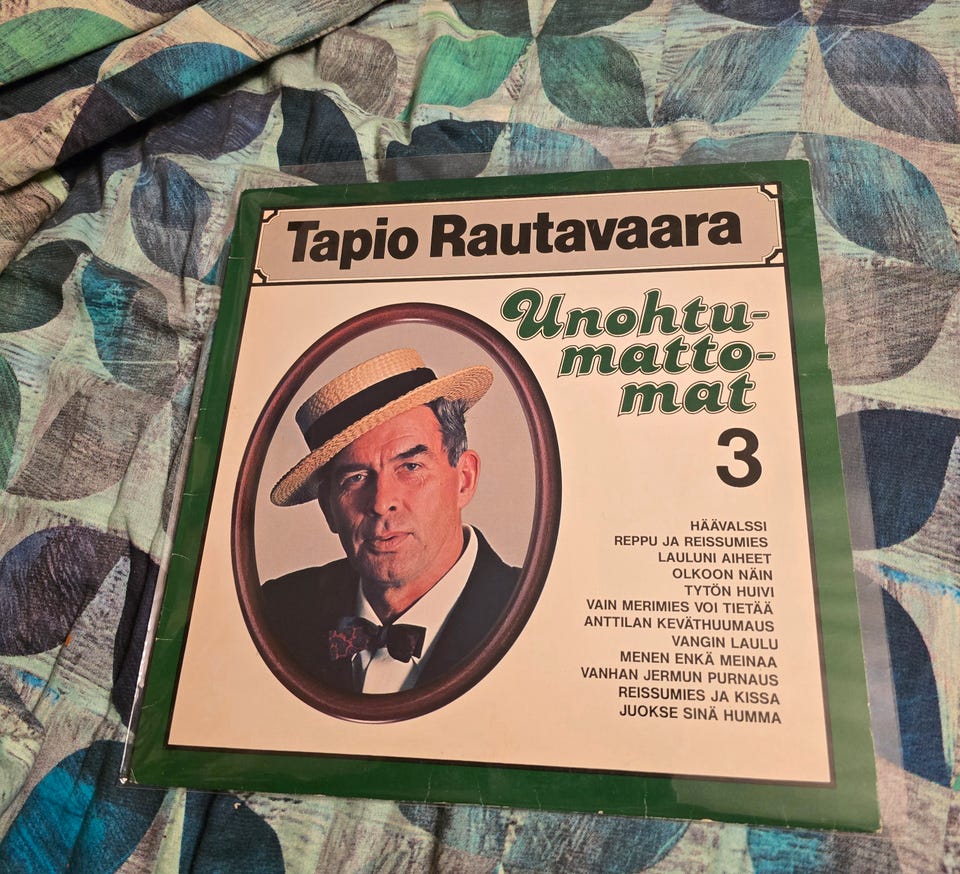 Tapio Rautavaara
Unohtu-
matto-
mat
3
HÄÄVALSSI
REPPU JA REISSUMIES
LAULUNI AIHEET
OLKOON NÄIN
TYTÖN HUIVI
VAIN MERIMIES VOI TIETÄÄ
ANTTILAN KEVÄTHUUMAUS
VANGIN LAULU
MENEN ENKÄ MEINAA
VANHAN JERMUN PURNAUS
REISSUMIES JA KISSA
JUOKSE SINÄ HUMMA